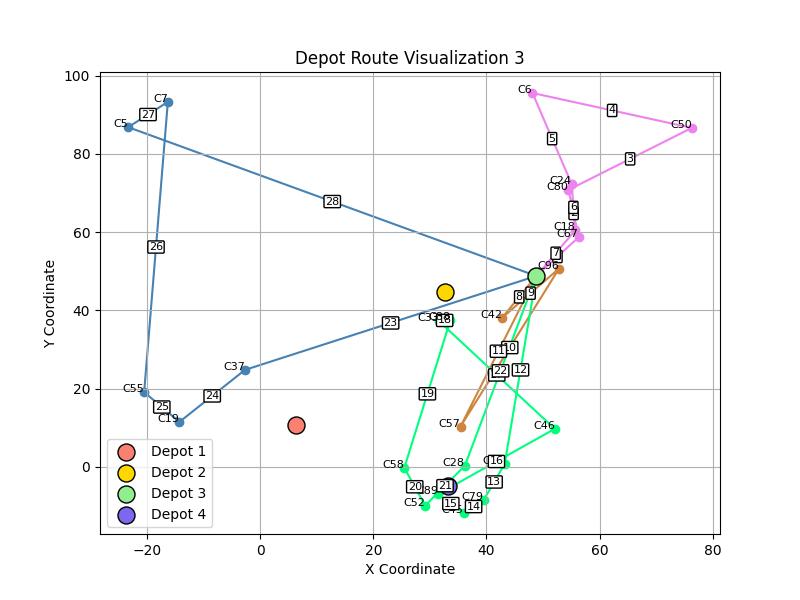 Depot Route Visualization 3
100
80
60
40
20
0
Y Coordinate
−20
0
20
40
60
80
X Coordinate
C6
4
C50
C7
27
C5
5
3
28
C24
C80
6
C18
C67
26
7
C96
8
9
C42
18
23
11
10
22
12
C37
19
24
C55
25
C19
C57
C46
C58
C28
16
13
20
21
C52
15
14
C79
Depot 1
Depot 2
Depot 3
Depot 4